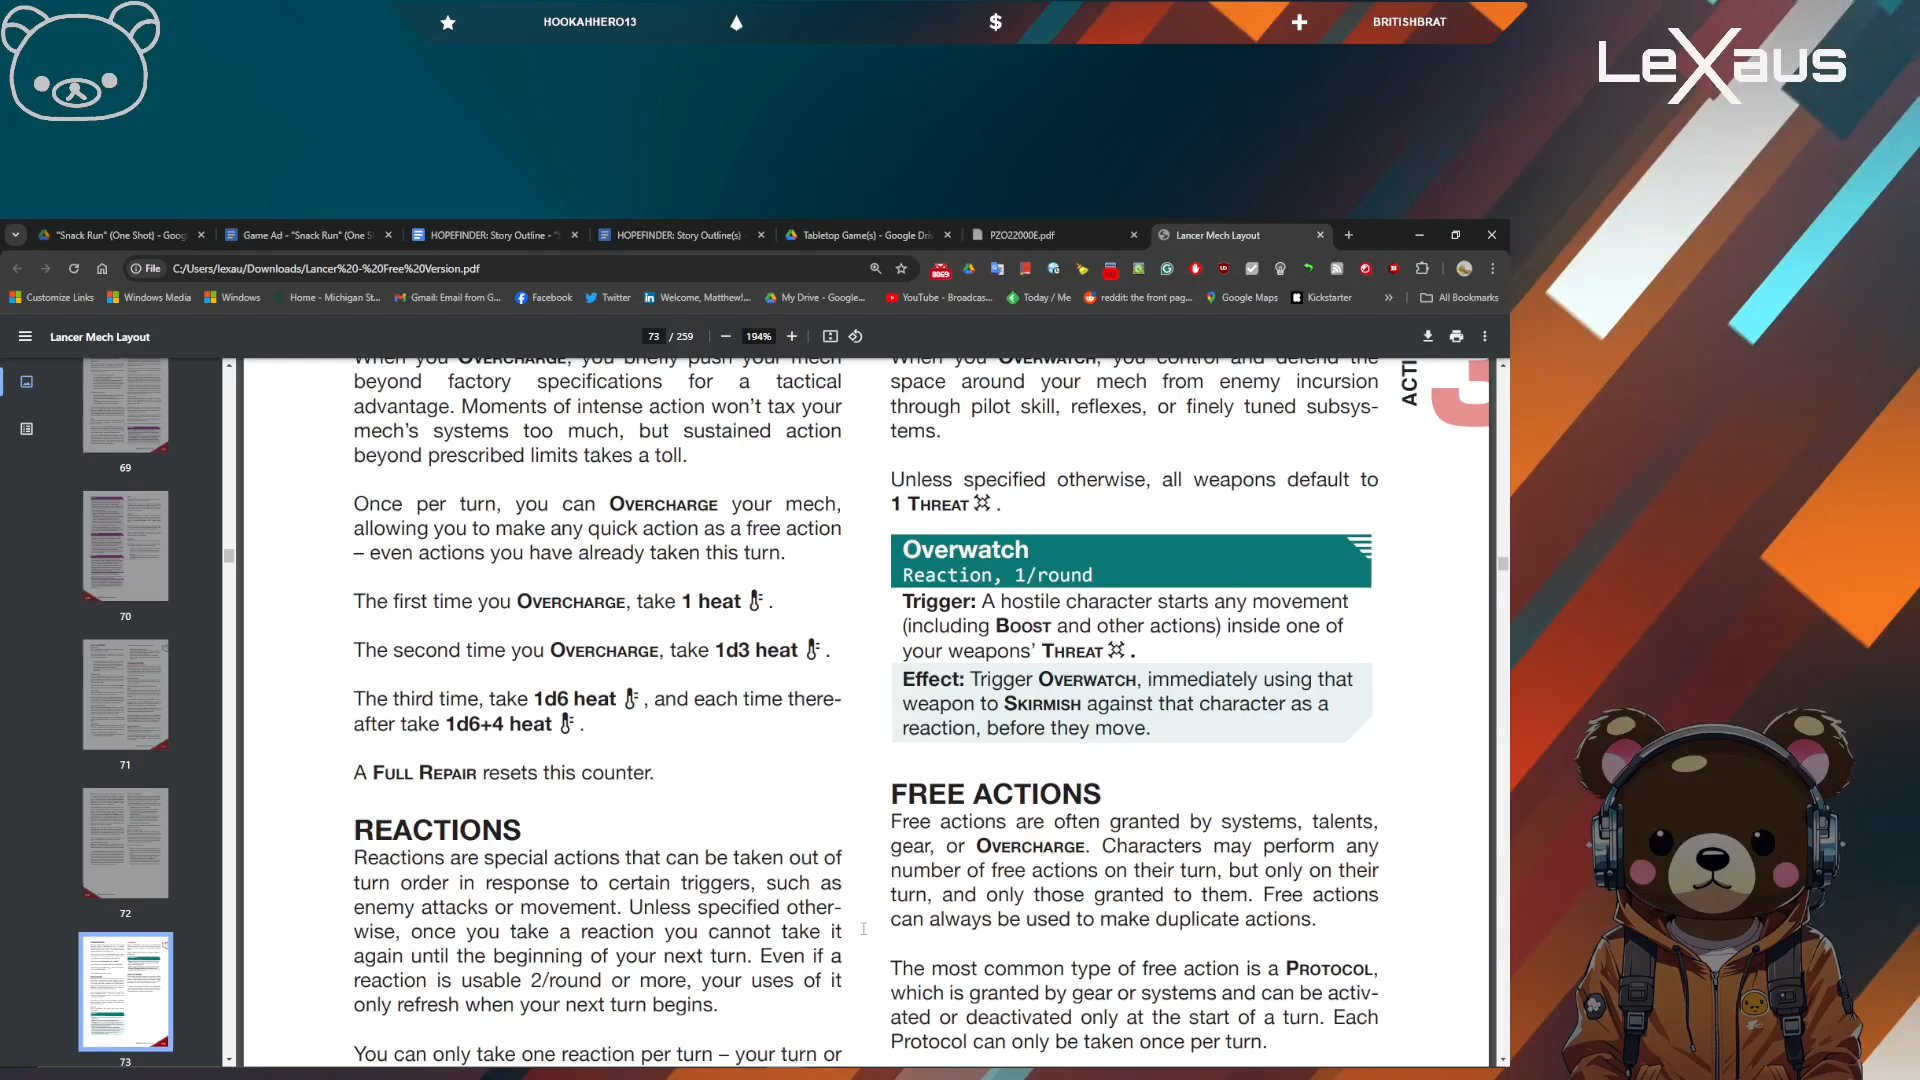 HOOKAHHERO13
$
BRITISHBRAT
LeXaus
"Snack Run" (One Shot) - Goog
Game Ad - "Snack Run" (One S
HOPEFINDER: Story Outline - "S
HOPEFINDER: Story Outline(s)
Tabletop Game(s) - Google Driv
PZO22000E.pdf
Lancer Mech Layout
File
C:/Users/lexau/Downloads/Lancer%20-%20Free%20Version.pdf
8069
Customize Links
Windows Media
Windows
Home - Michigan St...
Gmail: Email from G...
Facebook
Twitter
Welcome, Matthew!...
My Drive - Google...
YouTube - Broadcas...
Today / Me
reddit: the front pag...
Google Maps
Kickstarter
»
All Bookmarks
Lancer Mech Layout
73 / 259
194%
69
70
71
72
73
When you OVERCHARGE, you briefly push your mech
beyond factory specifications for a tactical
advantage. Moments of intense action won't tax your
mech's systems too much, but sustained action
beyond prescribed limits takes a toll.
Once per turn, you can OVERCHARGE your mech,
allowing you to make any quick action as a free action
– even actions you have already taken this turn.
The first time you OVERCHARGE, take 1 heat .
The second time you OVERCHARGE, take 1d3 heat .
The third time, take 1d6 heat , and each time there-
after take 1d6+4 heat .
A FULL REPAIR resets this counter.
REACTIONS
Reactions are special actions that can be taken out of
turn order in response to certain triggers, such as
enemy attacks or movement. Unless specified other-
wise, once you take a reaction you cannot take it
again until the beginning of your next turn. Even if a
reaction is usable 2/round or more, your uses of it
only refresh when your next turn begins.
You can only take one reaction per turn – your turn or
When you OVERWATCH, you control and defend the
space around your mech from enemy incursion
through pilot skill, reflexes, or finely tuned subsys-
tems.
Unless specified otherwise, all weapons default to
1 THREAT .
Overwatch
Reaction, 1/round
Trigger: A hostile character starts any movement
(including BOOST and other actions) inside one of
your weapons' THREAT .
Effect: Trigger OVERWATCH, immediately using that
weapon to SKIRMISH against that character as a
reaction, before they move.
FREE ACTIONS
Free actions are often granted by systems, talents,
gear, or OVERCHARGE. Characters may perform any
number of free actions on their turn, but only on their
turn, and only those granted to them. Free actions
can always be used to make duplicate actions.
The most common type of free action is a PROTOCOL,
which is granted by gear or systems and can be activ-
ated or deactivated only at the start of a turn. Each
Protocol can only be taken once per turn.
ACTI
3